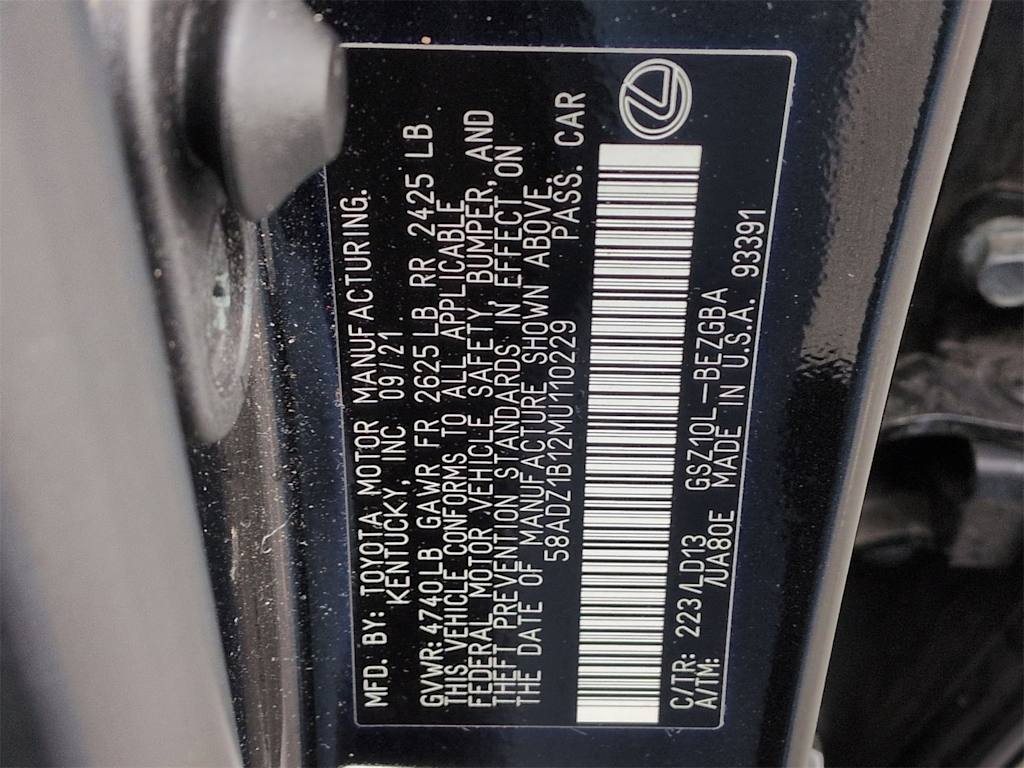 MFD. BY: TOYOTA MOTOR MANUFACTURING.
KENTUCKY, INC 09/21
GVWR: 4740LB GAWR FR 2625LB RR 2425 LB
THIS VEHICLE CONFORMS TO ALL APPLICABLE
FEDERAL MOTOR VEHICLE SAFETY, BUMPER, AND
THEFT PREVENTION STANDARDS IN EFFECT ON
THE DATE OF MANUFACTURE SHOWN ABOVE.
58ADZ1B12MU110229 PASS. CAR
C/TR: 223/LD13 GSZ10L-BEZGBA
A/TM: /UA80E MADE IN U.S.A. 93391